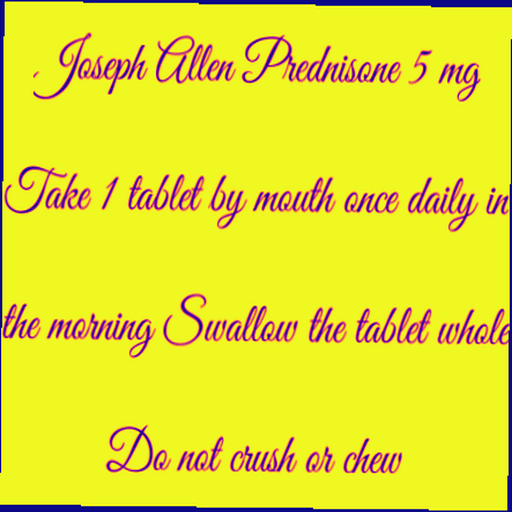 Joseph Allen Prednisone 5 mg
Take 1 tablet by mouth once daily in
the morning Swallow the tablet whole
Do not crush or chew